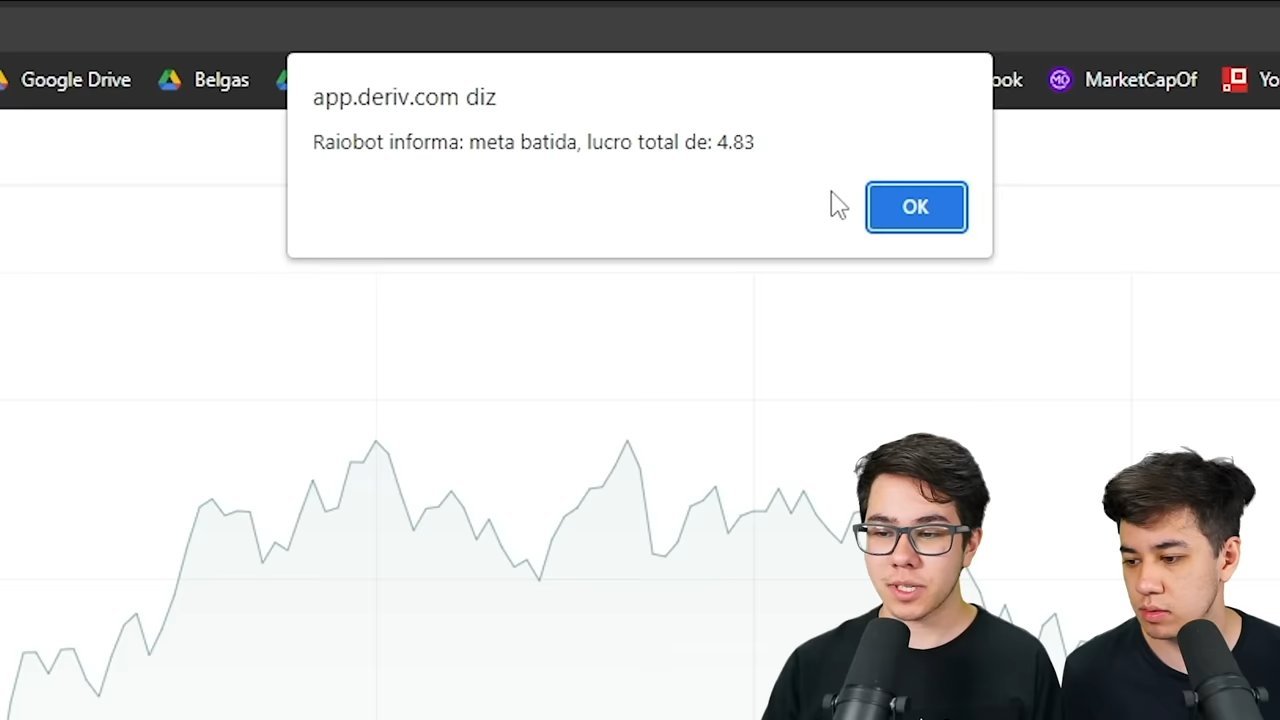 Google Drive
Belgas
ook
MarketCapOf
Yo
app.deriv.com diz
Raiobot informa: meta batida, lucro total de: 4.83
OK